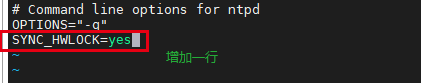 # Command line options for ntpd
OPTIONS="-g"
SYNC_HWLOCK=yes
~
~
增加一行